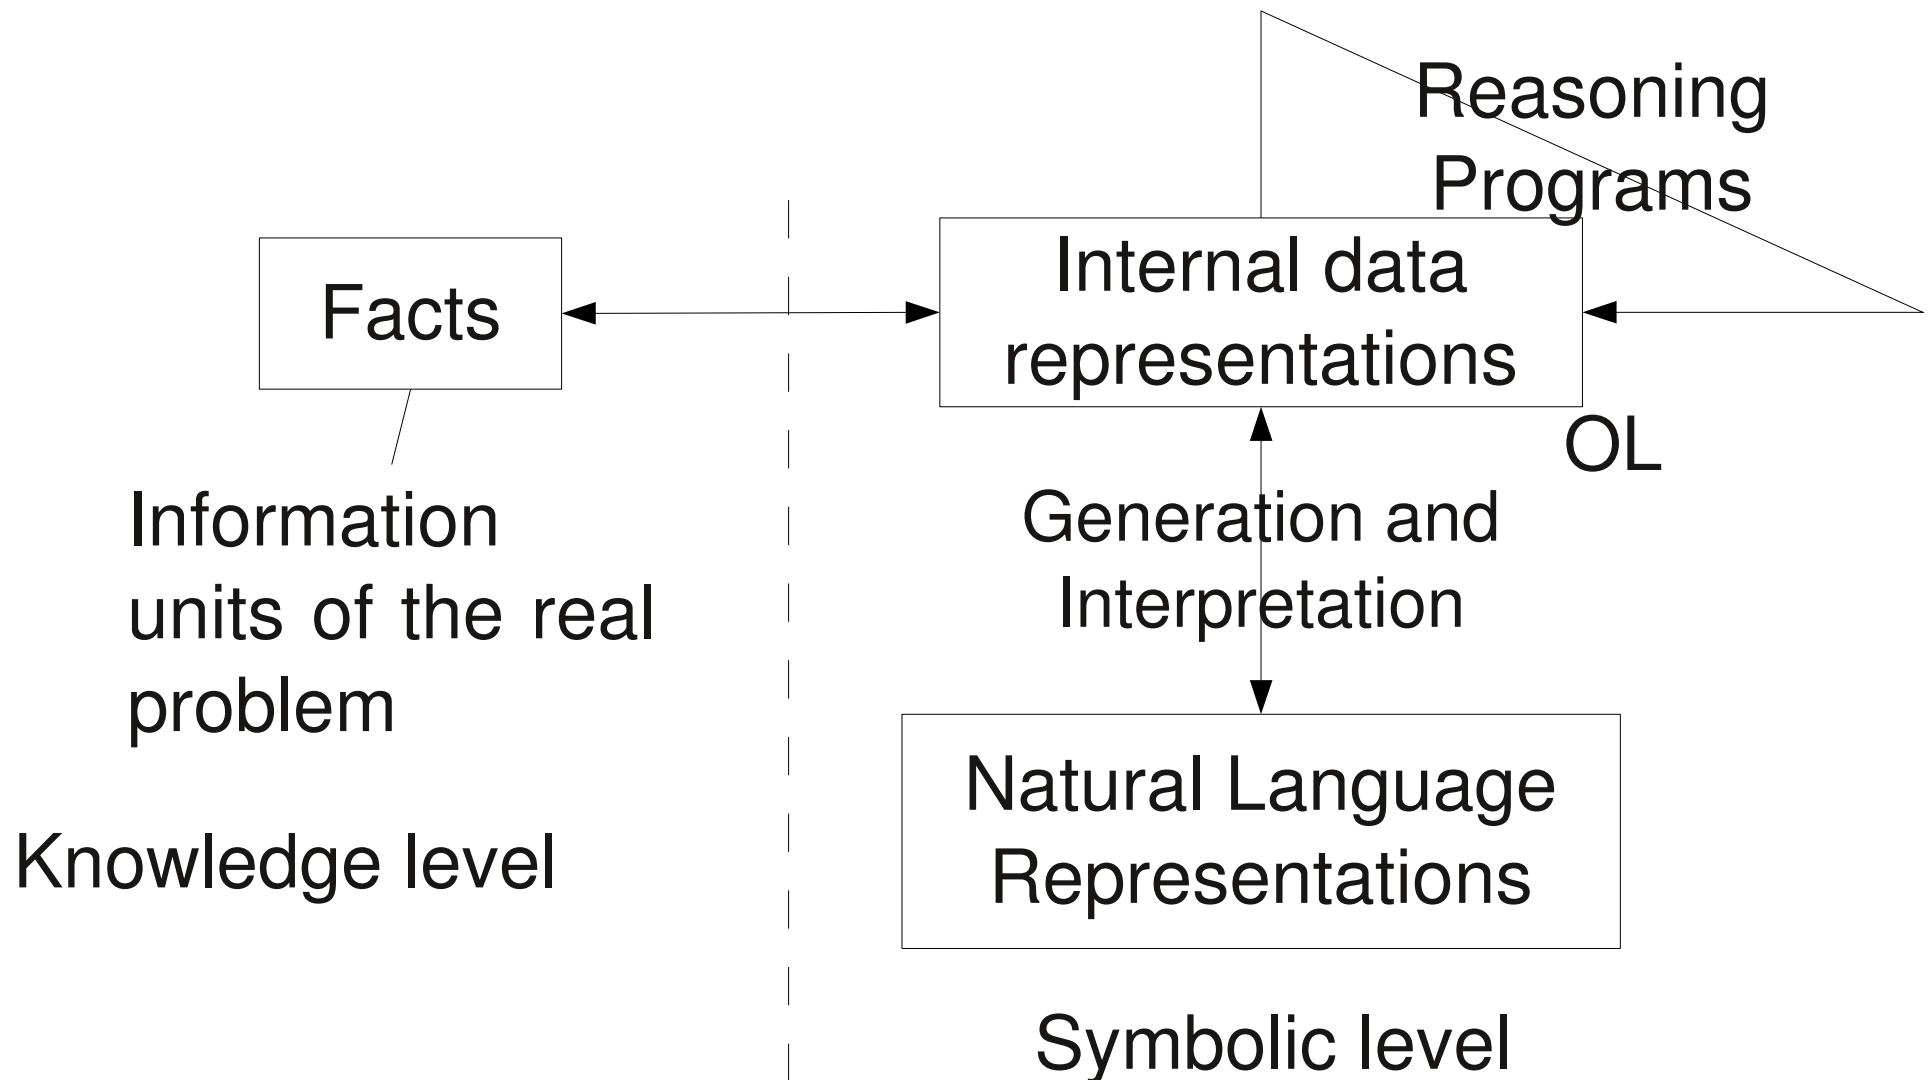 Reasoning
Programs
Facts
Internal data
representations
OL
Information
units of the real
problem
Generation and
Interpretation
Natural Language
Representations
Knowledge level
Symbolic level